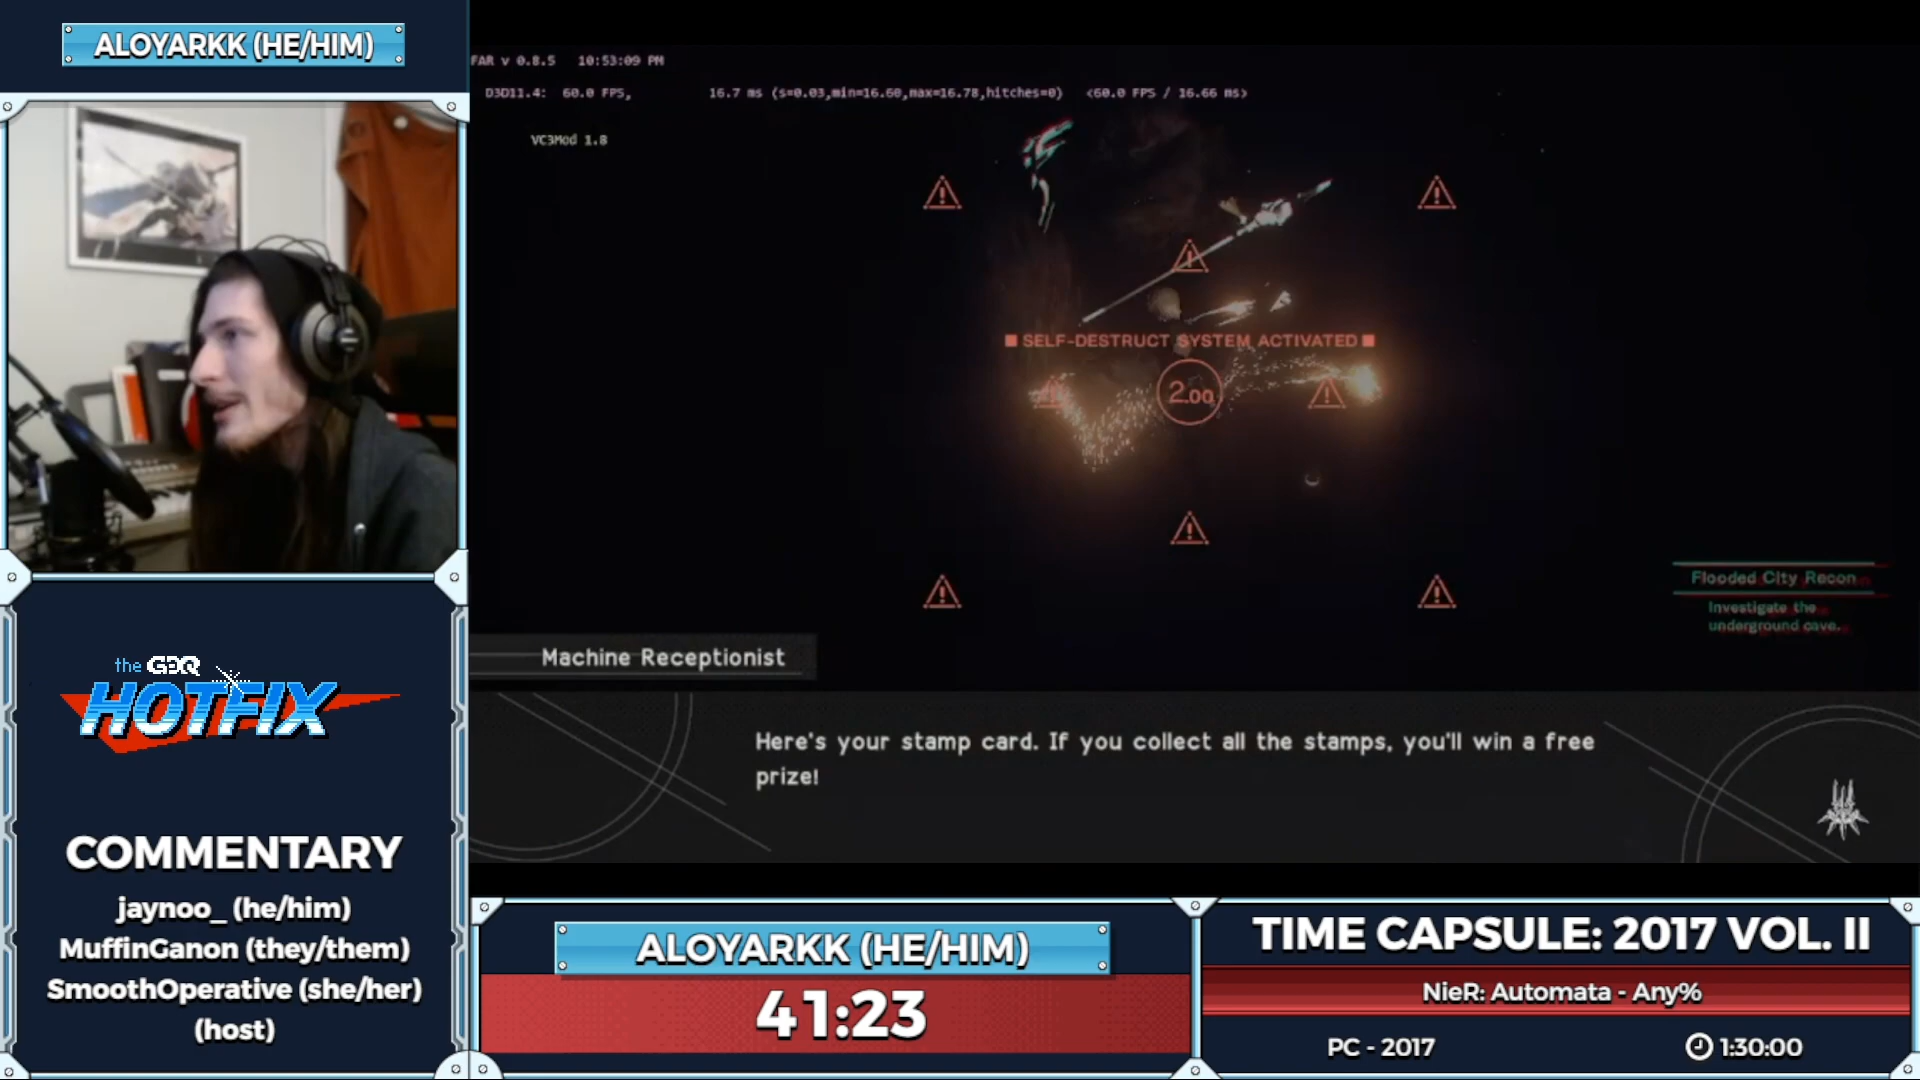 ALOYARKK (HE/HIM)
FAR v 0.8.5 10:53:09 PM
D3D11.4: 60.0 FPS, 16.7 ms (s=0.03,min=16.60,max=16.78,hitches=0) <60.0 FPS / 16.66 ms>
VC3Mod 1.8
■ SELF-DESTRUCT SYSTEM ACTIVATED ■
2.00
Flooded City Recon
Investigate the
underground cave.
Machine Receptionist
Here's your stamp card. If you collect all the stamps, you'll win a free
prize!
the GDQ
HOTFIX
COMMENTARY
jaynoo_ (he/him)
MuffinGanon (they/them)
SmoothOperative (she/her)
(host)
ALOYARKK (HE/HIM)
41:23
TIME CAPSULE: 2017 VOL. II
NieR: Automata - Any%
PC - 2017
1:30:00